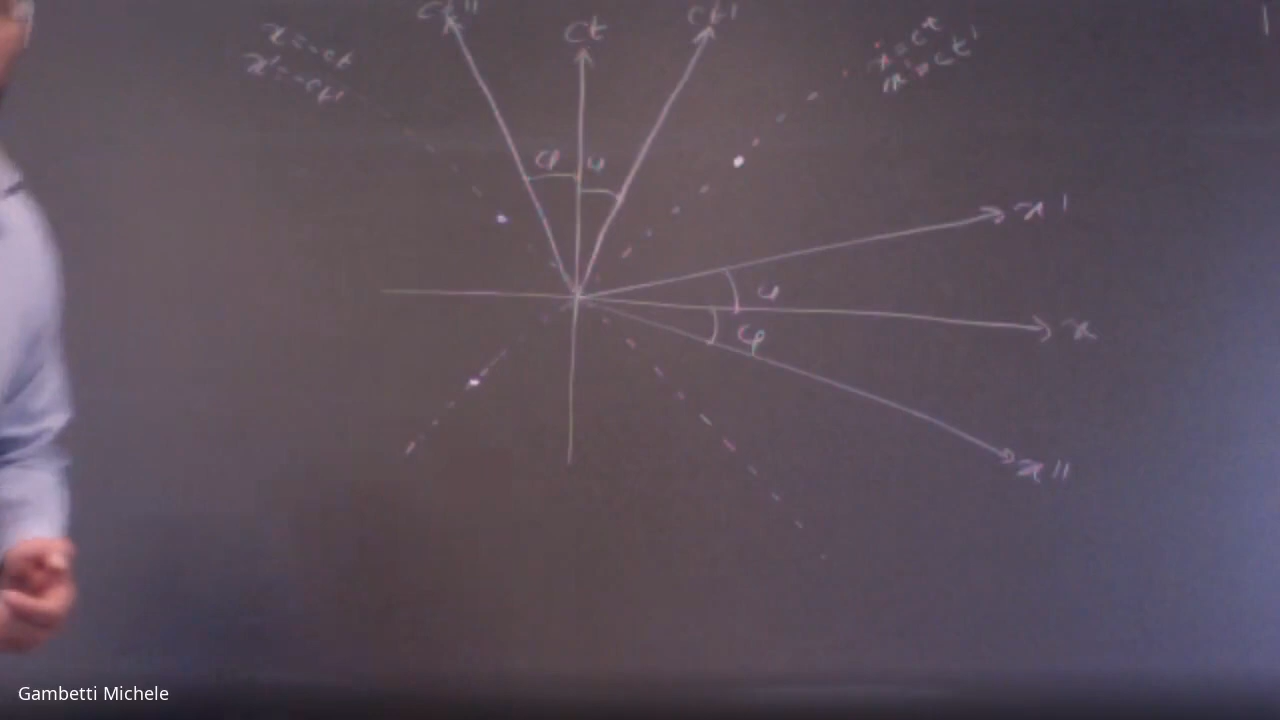 x=-ct
x'=-ct'
ct''
ct
ct'
x=ct
x'=ct'
φ
φ
x'
φ
φ
x
x''
Gambetti Michele